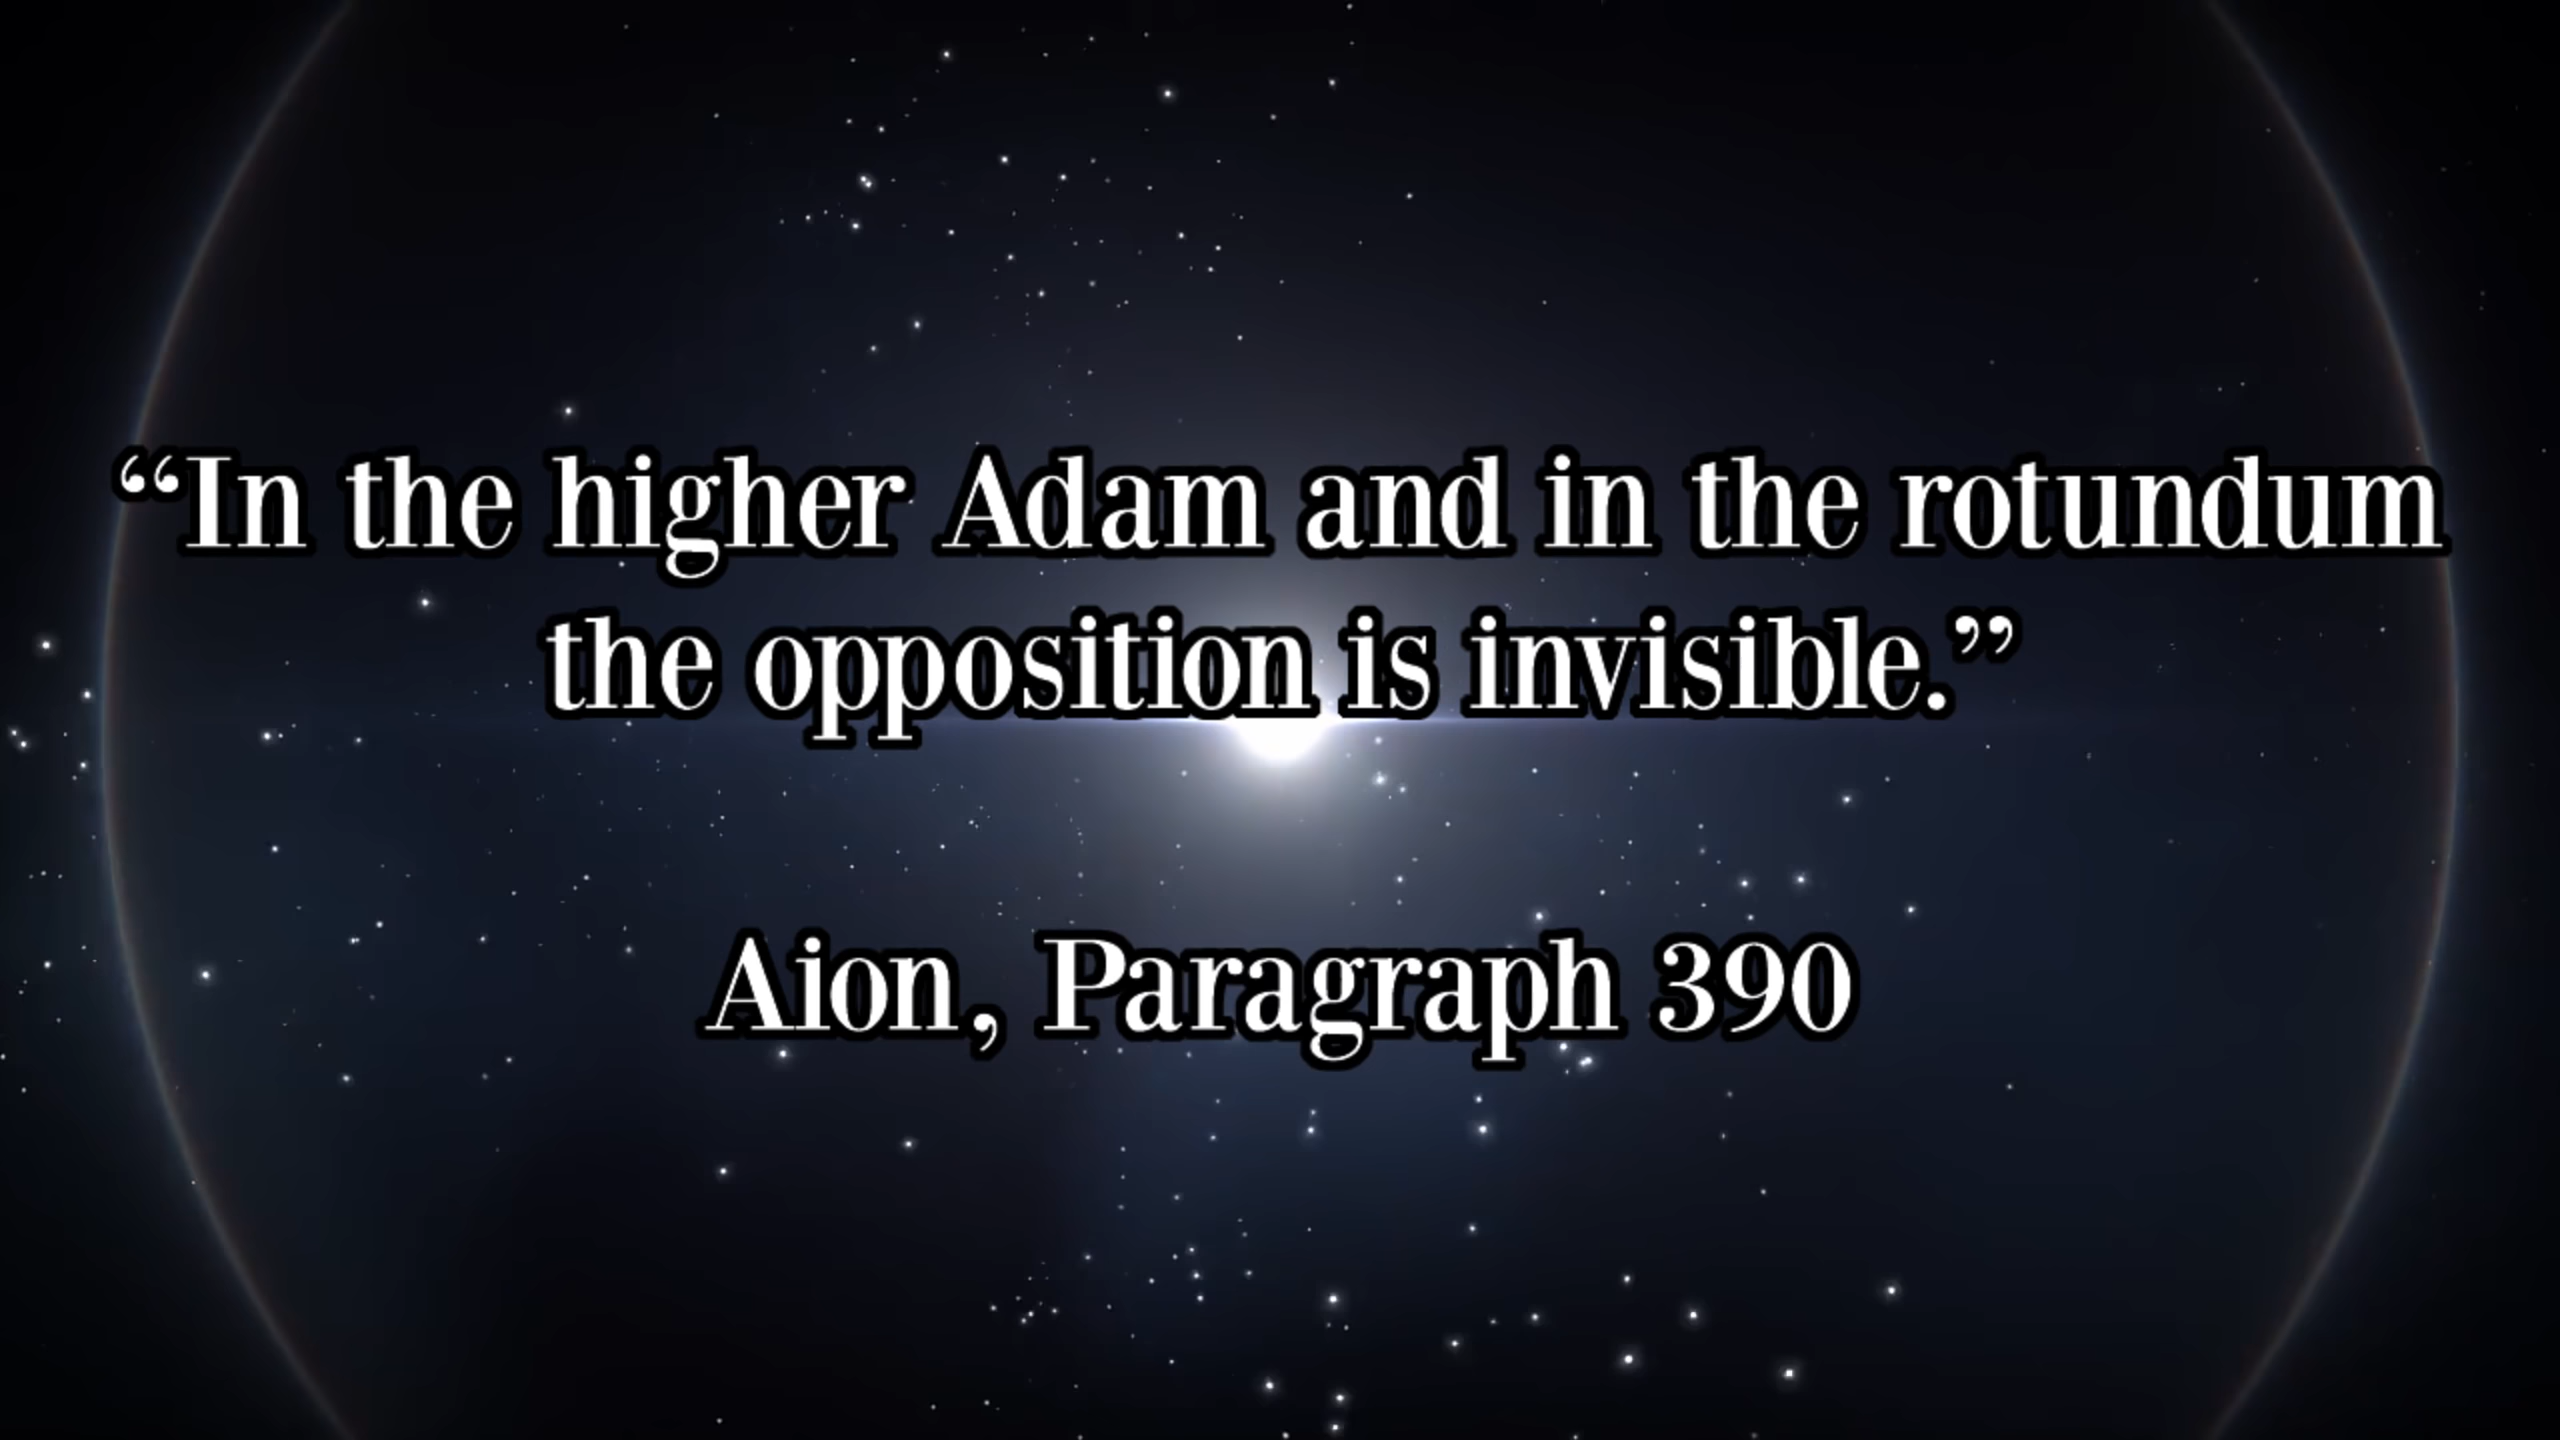 “In the higher Adam and in the rotundum
the opposition is invisible.”
Aion, Paragraph 390